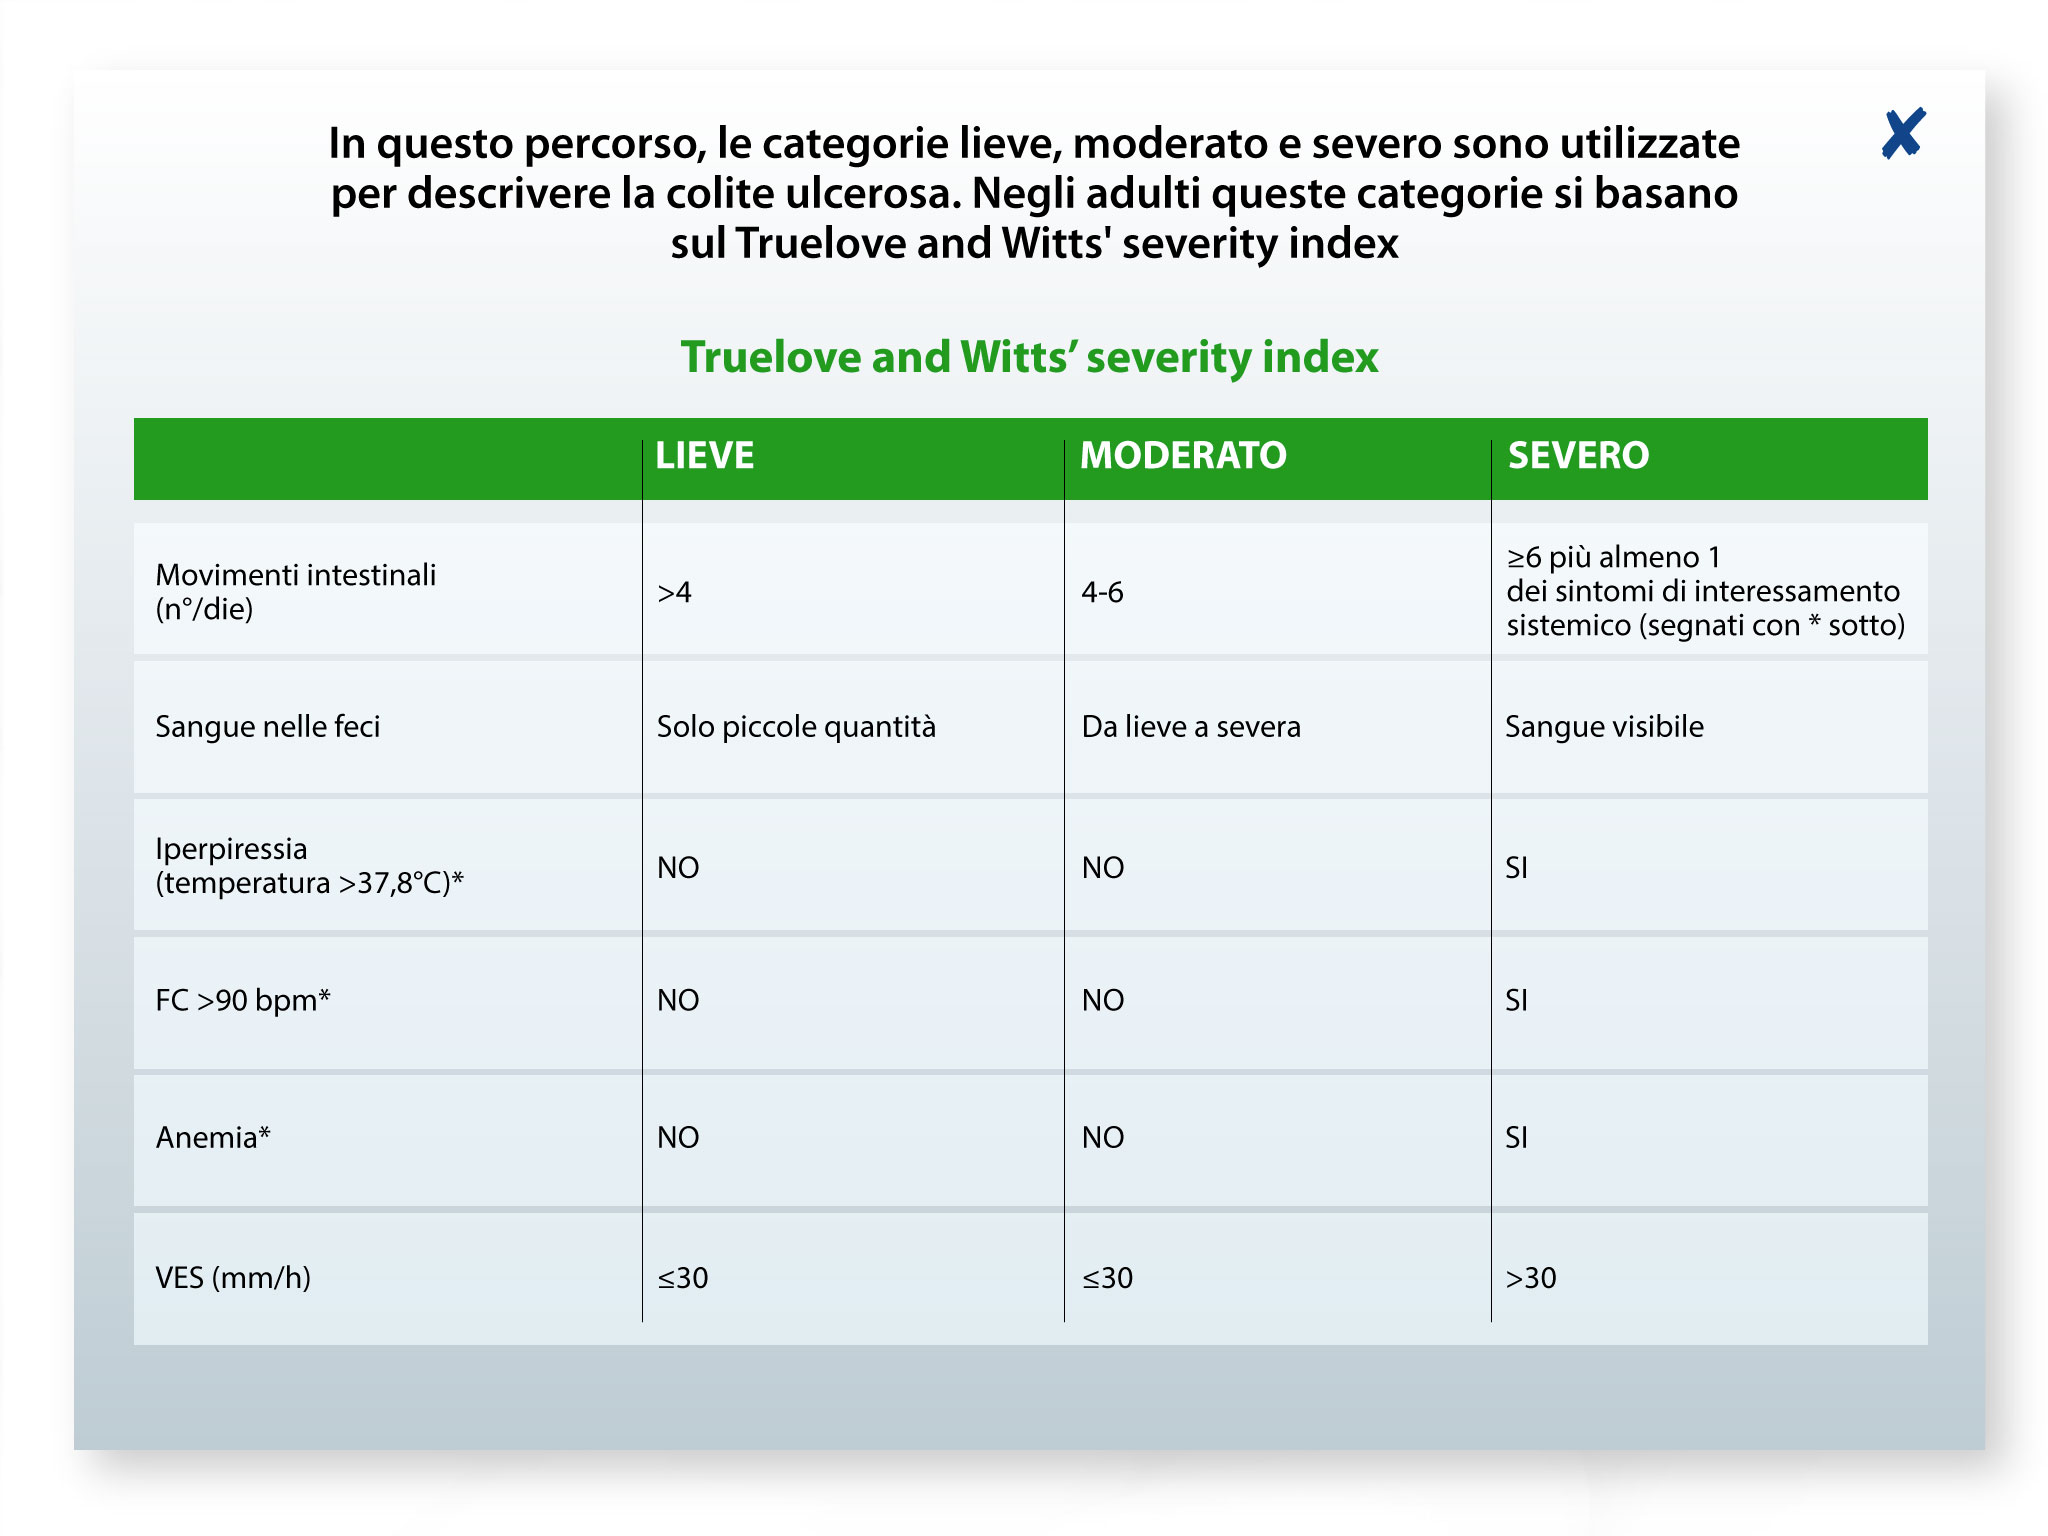 In questo percorso, le categorie lieve, moderato e severo sono utilizzate
per descrivere la colite ulcerosa. Negli adulti queste categorie si basano
sul Truelove and Witts' severity index
Truelove and Witts’ severity index
LIEVE
MODERATO
SEVERO
Movimenti intestinali
(n°/die)
>4
4-6
≥6 più almeno 1
dei sintomi di interessamento
sistemico (segnati con * sotto)
Sangue nelle feci
Solo piccole quantità
Da lieve a severa
Sangue visibile
Iperpiressia
(temperatura >37,8°C)*
NO
NO
SI
FC >90 bpm*
NO
NO
SI
Anemia*
NO
NO
SI
VES (mm/h)
≤30
≤30
>30